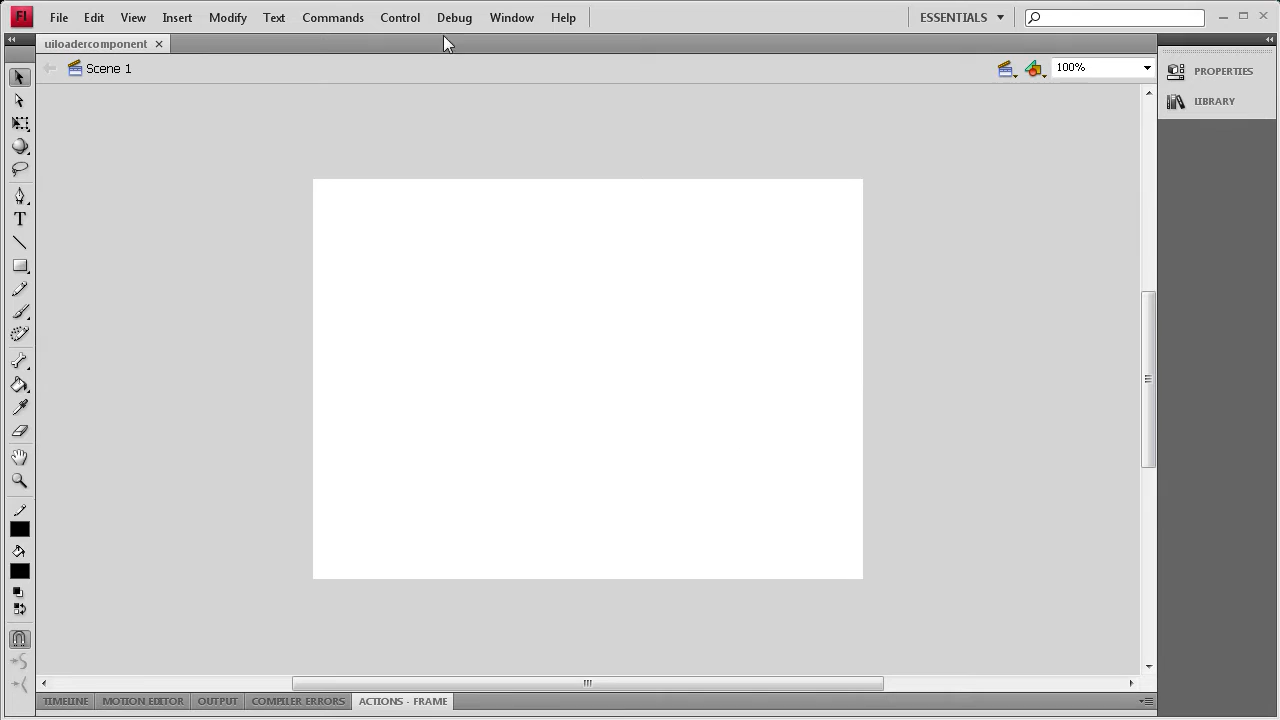 Fl File Edit View Insert Modify Text Commands Control Debug Window Help ESSENTIALS
uiloadercomponent
Scene 1 100%
PROPERTIES
LIBRARY
T
TIMELINE MOTION EDITOR OUTPUT COMPILER ERRORS ACTIONS - FRAME